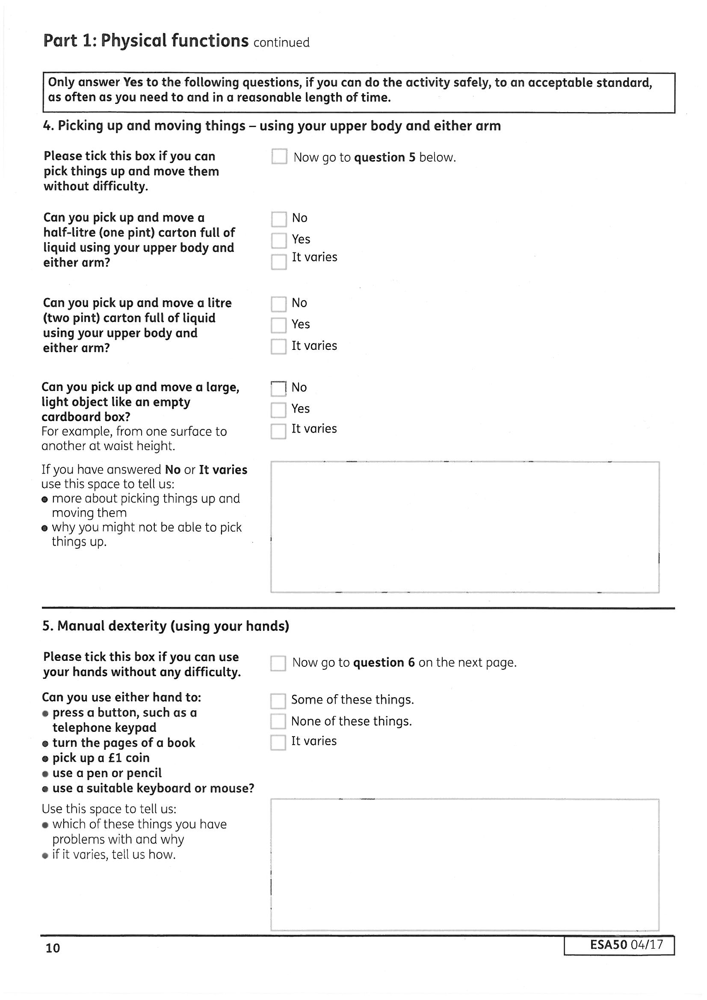 Part 1: Physical functions continued
Only answer Yes to the following questions, if you can do the activity safely, to an acceptable standard,
as often as you need to and in a reasonable length of time.
4. Picking up and moving things – using your upper body and either arm
Please tick this box if you can
pick things up and move them
without difficulty.
Now go to question 5 below.
Can you pick up and move a
half-litre (one pint) carton full of
liquid using your upper body and
either arm?
No
Yes
It varies
Can you pick up and move a litre
(two pint) carton full of liquid
using your upper body and
either arm?
No
Yes
It varies
Can you pick up and move a large,
light object like an empty
cardboard box?
For example, from one surface to
another at waist height.
No
Yes
It varies
If you have answered No or It varies
use this space to tell us:
• more about picking things up and
moving them
• why you might not be able to pick
things up.
5. Manual dexterity (using your hands)
Please tick this box if you can use
your hands without any difficulty.
Now go to question 6 on the next page.
Can you use either hand to:
• press a button, such as a
telephone keypad
• turn the pages of a book
• pick up a £1 coin
• use a pen or pencil
• use a suitable keyboard or mouse?
Some of these things.
None of these things.
It varies
Use this space to tell us:
• which of these things you have
problems with and why
• if it varies, tell us how.
10
ESA50 04/17